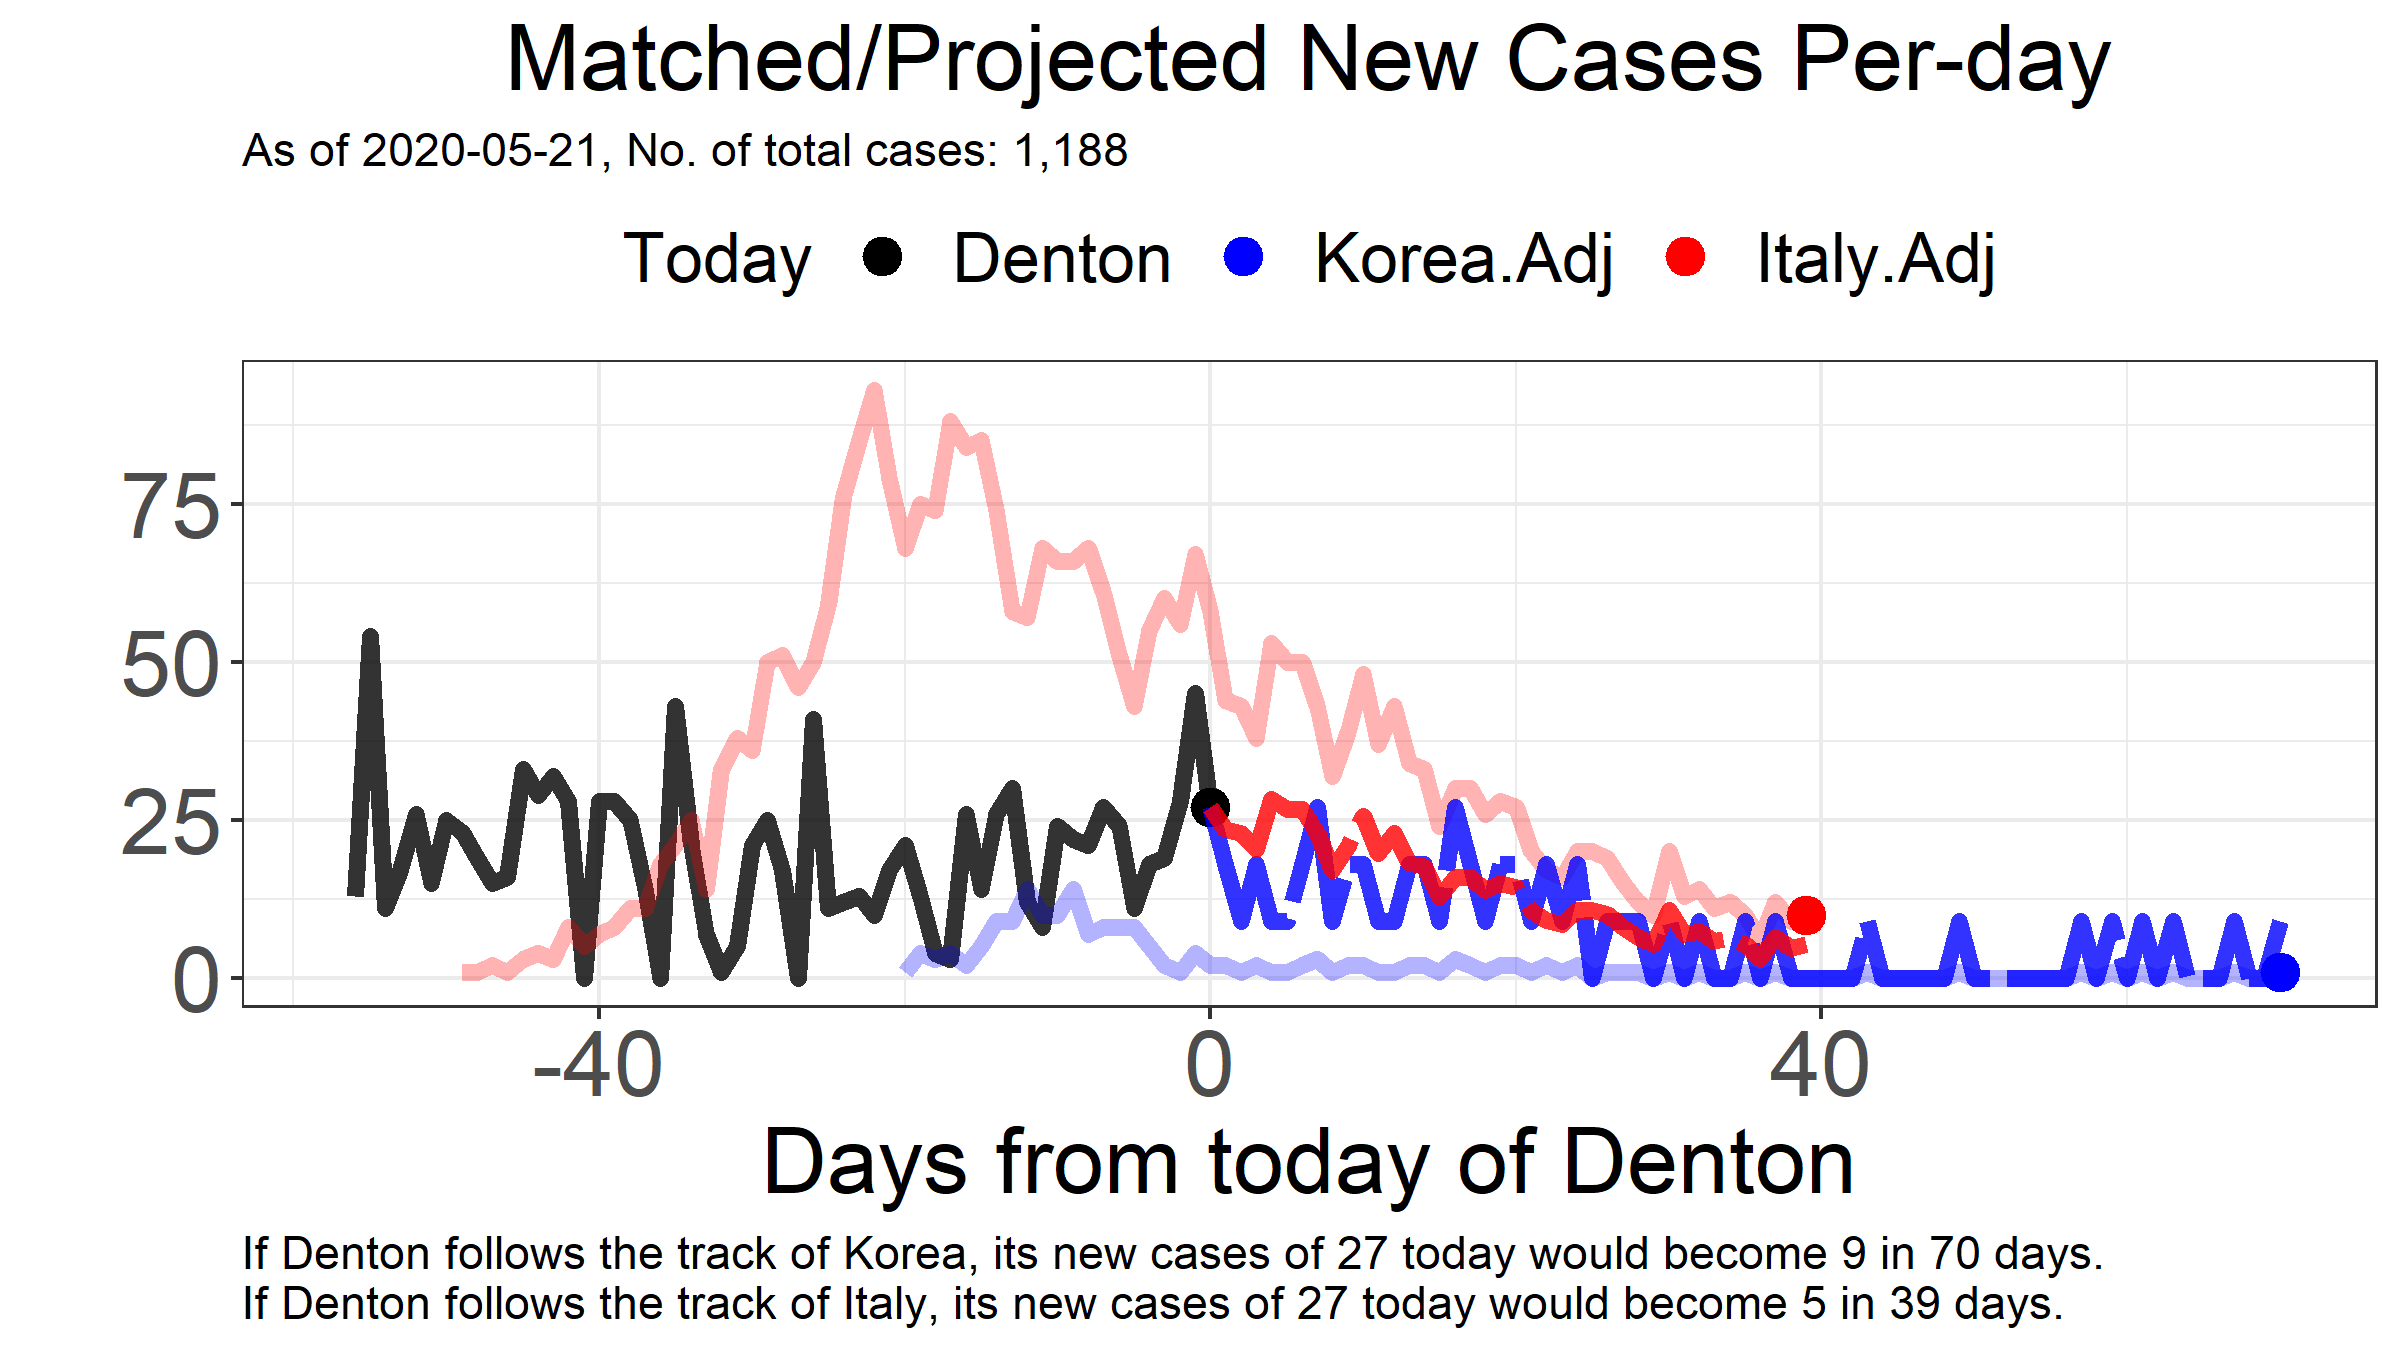 Matched/Projected New Cases Per-day
As of 2020-05-21, No. of total cases: 1,188
Today Denton Korea.Adj Italy.Adj
75
50
25
0
-40 0 40
Days from today of Denton
If Denton follows the track of Korea, its new cases of 27 today would become 9 in 70 days.
If Denton follows the track of Italy, its new cases of 27 today would become 5 in 39 days.